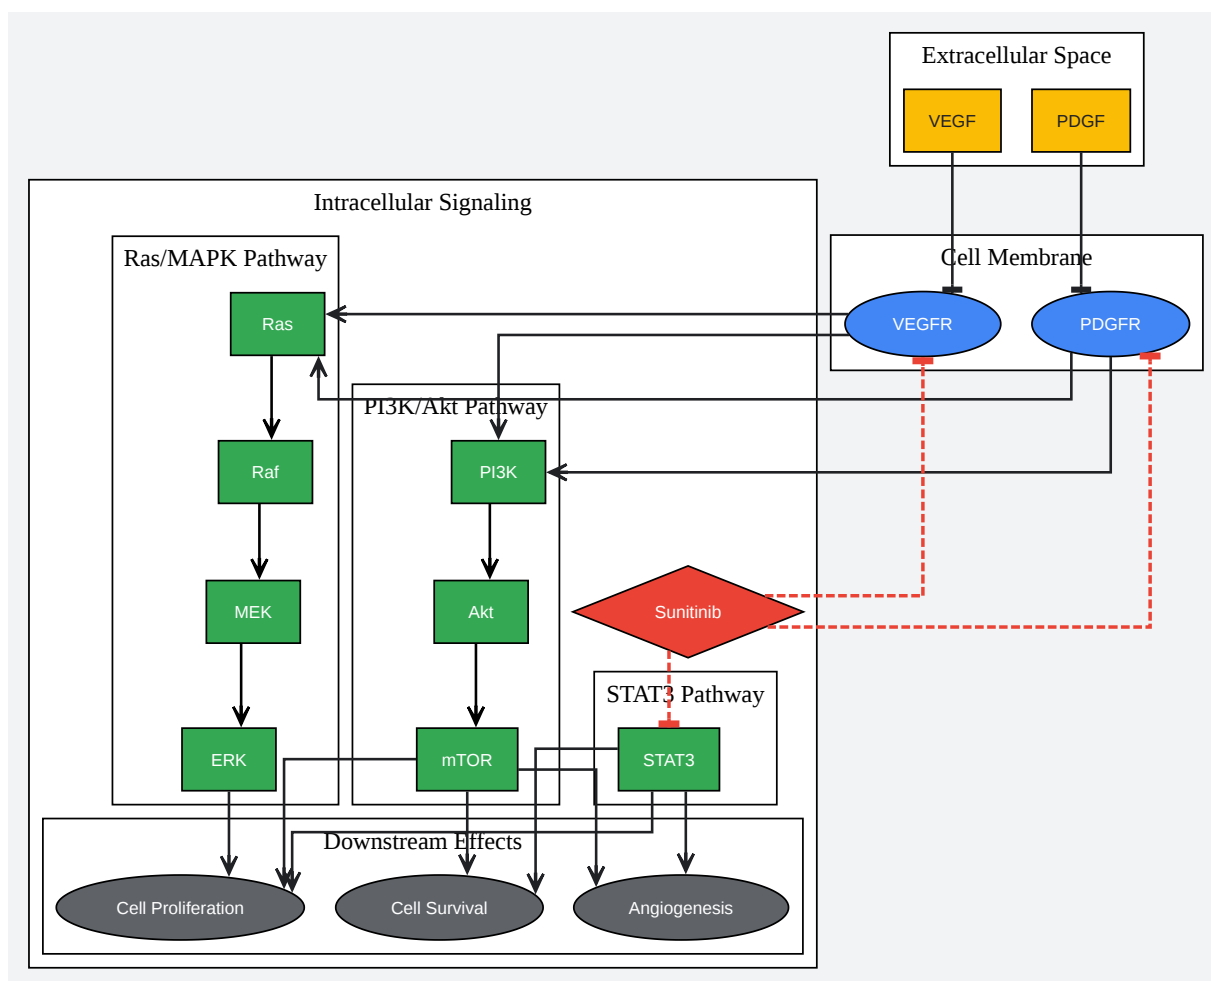 Extracellular Space
VEGF
PDGF
Intracellular Signaling
Ras/MAPK Pathway
Cell Membrane
Ras
VEGFR
PDGFR
PI3K/Akt Pathway
Raf
PI3K
MEK
Akt
Sunitinib
STAT3 Pathway
ERK
mTOR
STAT3
Downstream Effects
Cell Proliferation
Cell Survival
Angiogenesis